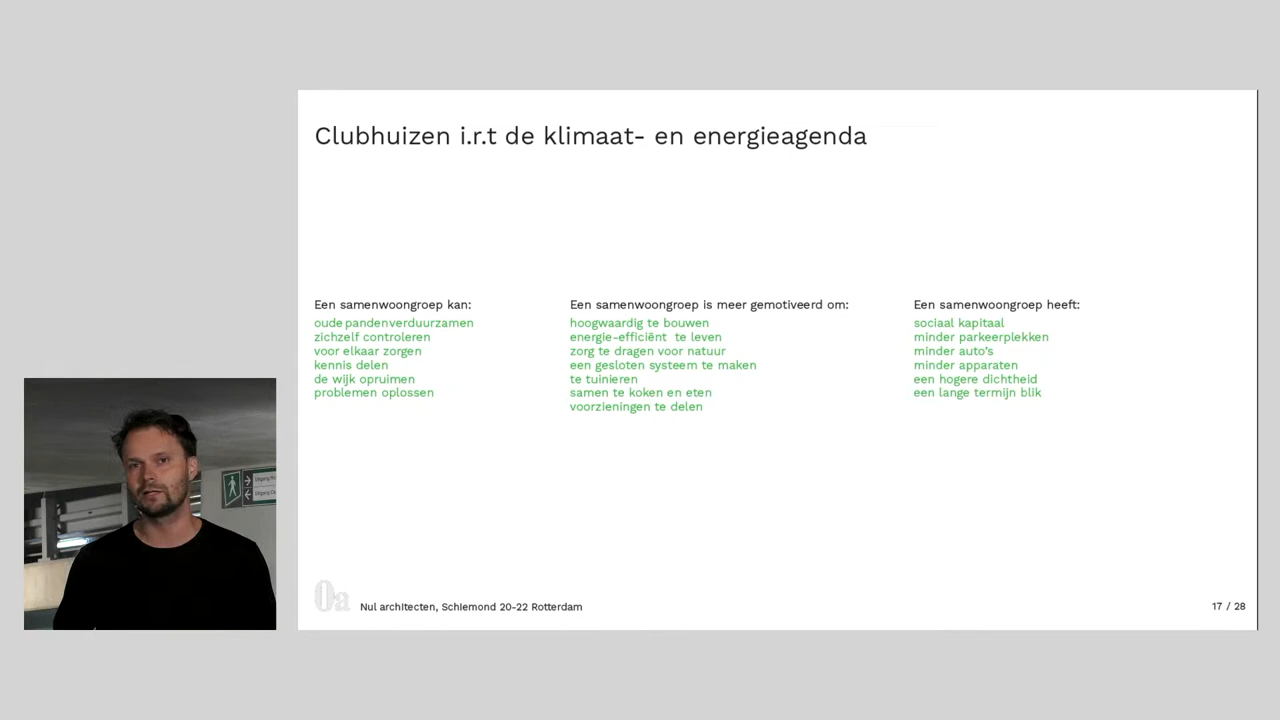 Clubhuizen i.r.t de klimaat- en energieagenda
Een samenwoongroep kan:
oude panden verduurzamen
zichzelf controleren
voor elkaar zorgen
kennis delen
de wijk opruimen
problemen oplossen
Een samenwoongroep is meer gemotiveerd om:
hoogwaardig te bouwen
energie-efficiënt te leven
zorg te dragen voor natuur
een gesloten systeem te maken
te tuinieren
samen te koken en eten
voorzieningen te delen
Een samenwoongroep heeft:
sociaal kapitaal
minder parkeerplekken
minder auto's
minder apparaten
een hogere dichtheid
een lange termijn blik
Uitgang
Uitgang
0a
Nul architecten, Schiemond 20-22 Rotterdam
17 / 28